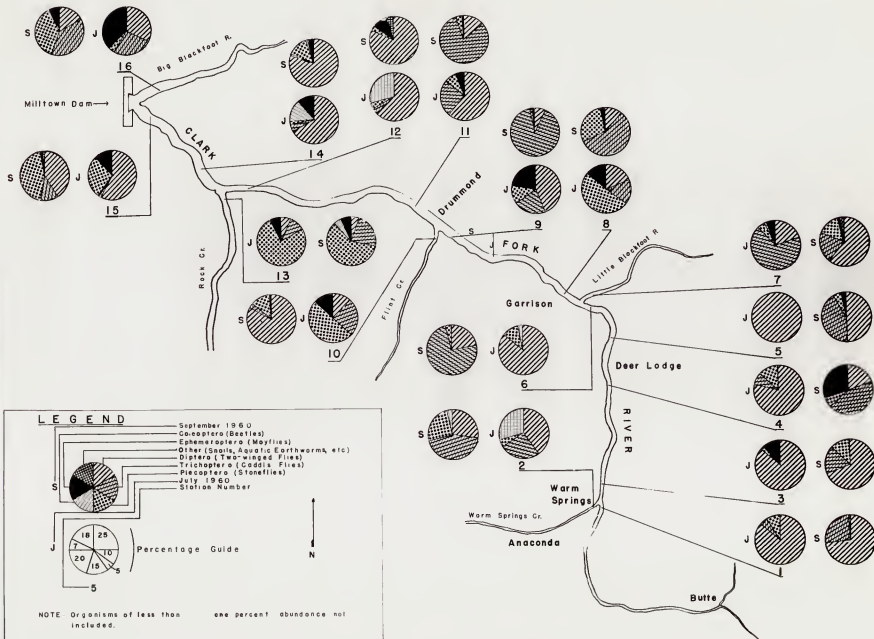 S J
16
Big Blackfoot R.
Milltown Dam→
S
J
14
S
J
12
11
CLARK
S
J
9
8
Drummond
S J
FORK
Little Blackfoot R
S J
15
Rock Cr.
J S
13
Flint Cr.
Garrison
J S
7
J S
5
S J
10
S J
6
Deer Lodge
J S
4
RIVER
S J
2
J S
3
Warm
Springs
Warm Springs Cr.
Anaconda
J S
1
Butte
LEGEND
September 1960
Coleoptera (Beetles)
Ephemeroptera (Mayflies)
Other (Snails, Aquatic Earthworms, etc)
Diptera (Two-winged Flies)
Trichoptera (Caddis Flies)
Plecoptera (Stoneflies)
July 1960
Station Number
S
J
18 25
7 10
20 15 5
Percentage Guide
5
N
NOTE Organisms of less than one percent abundance not
included.